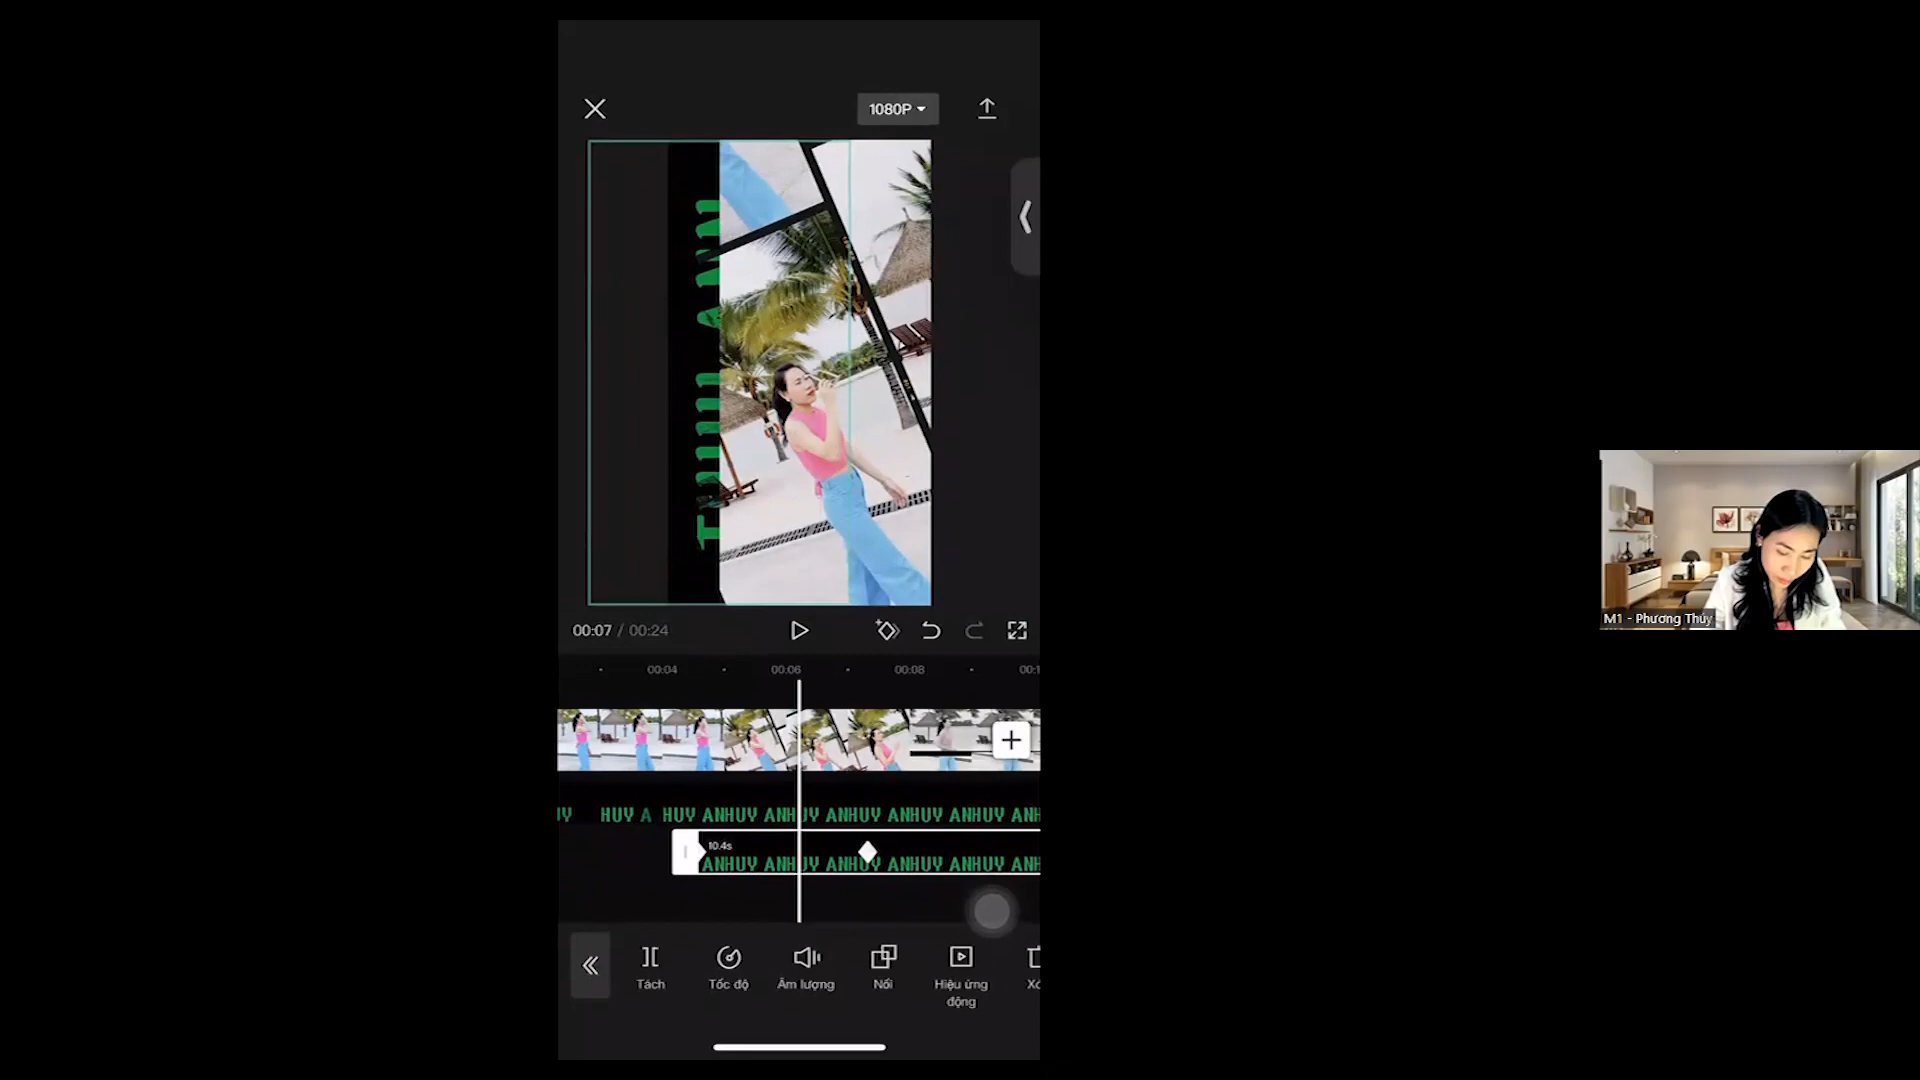 1080P
00:07 / 00:24
00:04 00:06 00:08
HUY A HUY ANHUY ANHUY ANHUY ANHUY ANHUY ANH
10.4s
ANHUY ANHUY ANHUY ANHUY ANHUY ANH
Tách Tốc độ Âm lượng Nối Hiệu ứng động
M1 - Phương Thúy